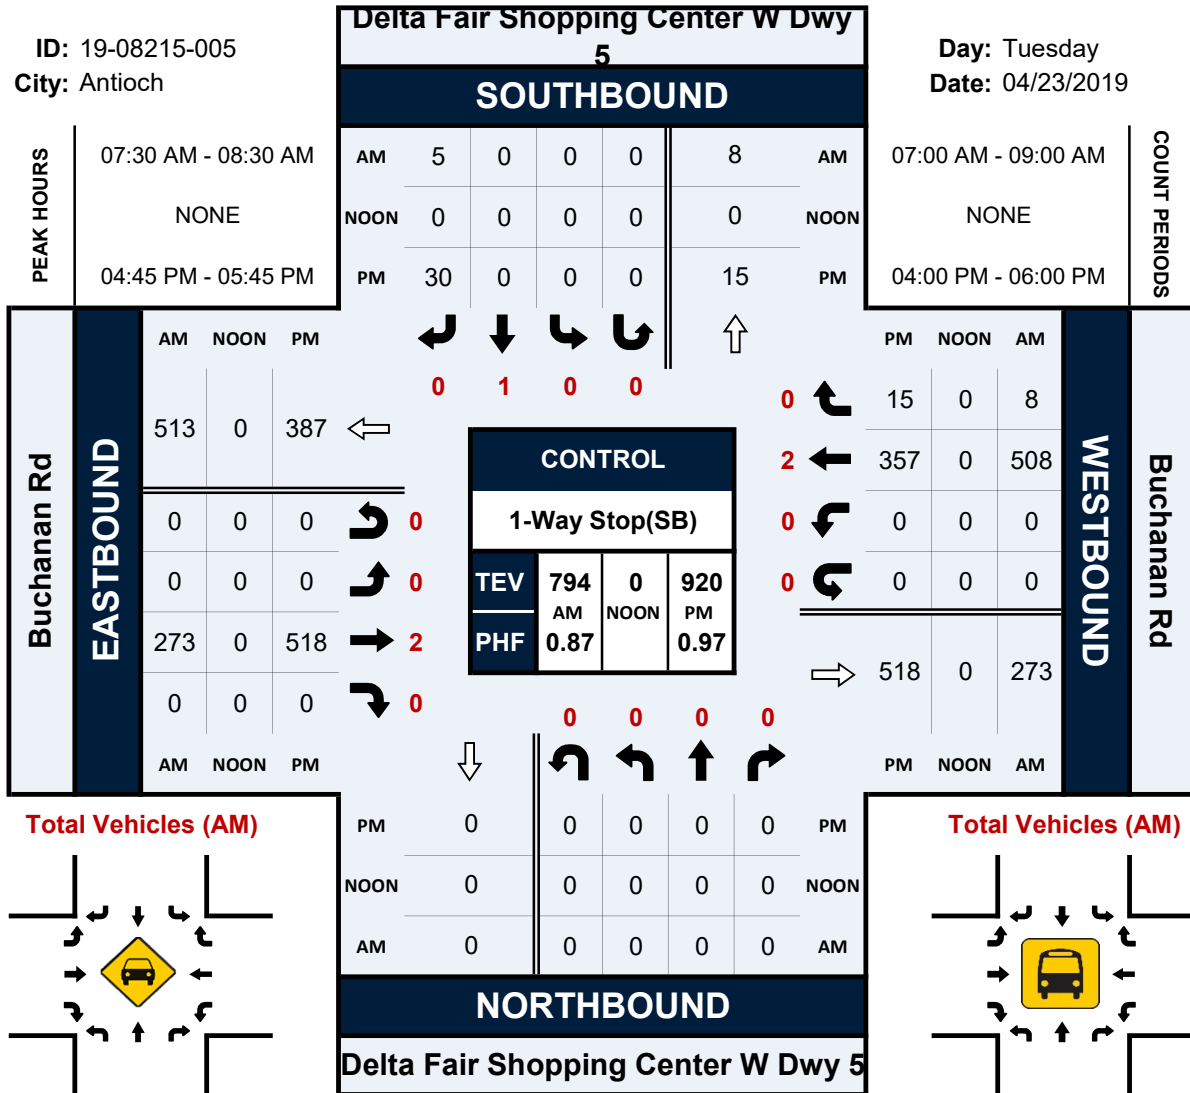 Delta Fair Shopping Center W Dwy
5
ID: 19-08215-005
City: Antioch
Day: Tuesday
Date: 04/23/2019
SOUTHBOUND
PEAK HOURS
07:30 AM - 08:30 AM
NONE
04:45 PM - 05:45 PM
AM 5 0 0 0 8 AM
NOON 0 0 0 0 0 NOON
PM 30 0 0 0 15 PM
07:00 AM - 09:00 AM
NONE
04:00 PM - 06:00 PM
COUNT PERIODS
0 1 0 0
Buchanan Rd
EASTBOUND
AM NOON PM
513 0 387
0 0 0 0
0 0 0 0
273 0 518 2
0 0 0 0
AM NOON PM
CONTROL
1-Way Stop(SB)
TEV 794 0 920
AM NOON PM
PHF 0.87 0.97
PM NOON AM
0 15 0 8
2 357 0 508
0 0 0 0
0 0 0 0
518 0 273
PM NOON AM
WESTBOUND
Buchanan Rd
0 0 0 0
PM 0 0 0 0 0 PM
NOON 0 0 0 0 0 NOON
AM 0 0 0 0 0 AM
NORTHBOUND
Delta Fair Shopping Center W Dwy 5
Total Vehicles (AM)
Total Vehicles (AM)